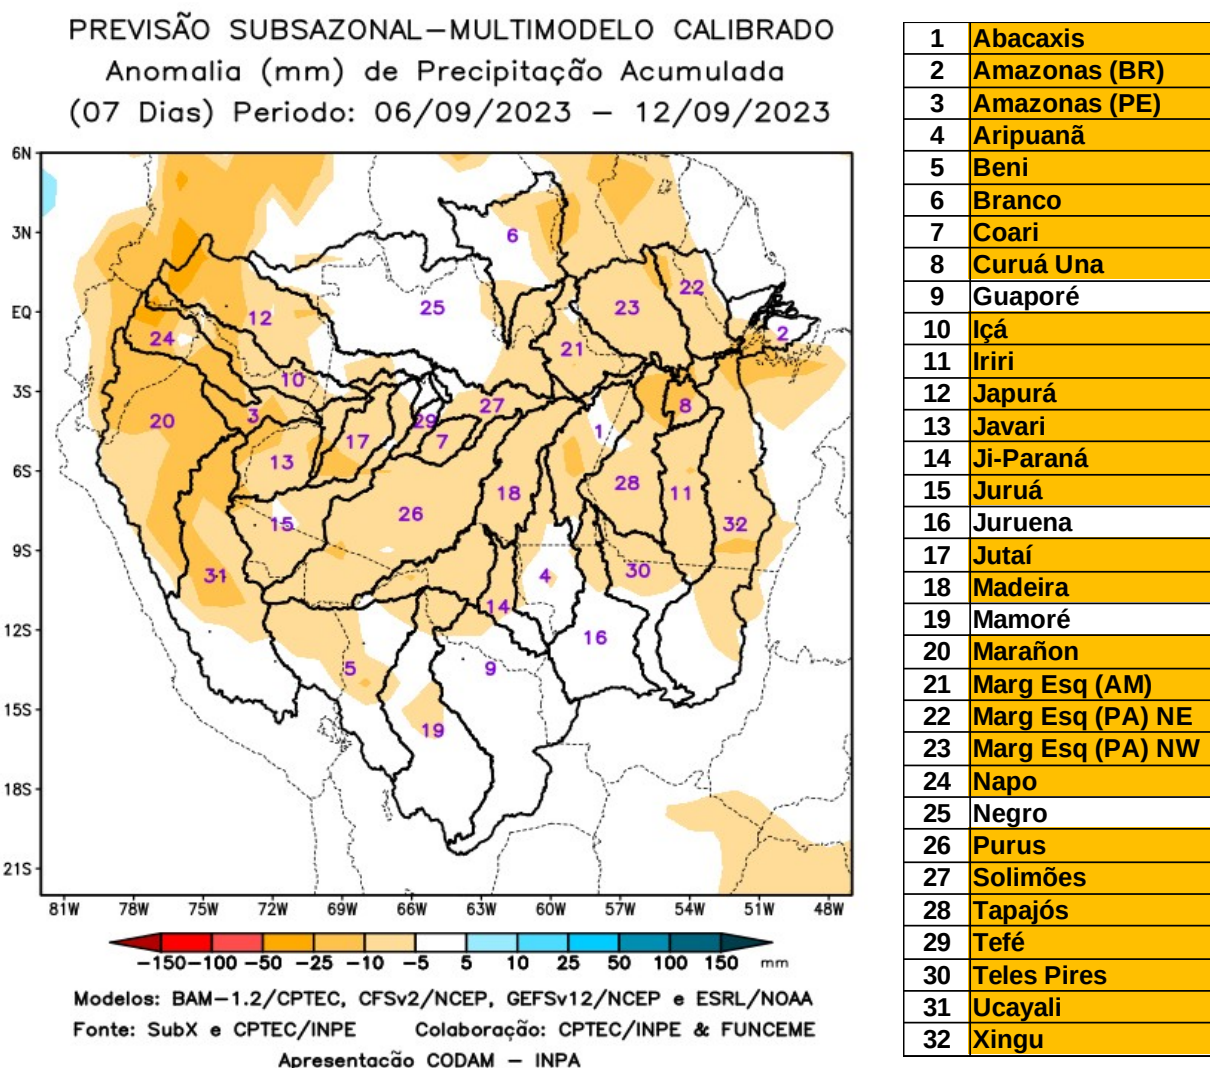 PREVISÃO SUBSAZONAL-MULTIMODELO CALIBRADO
Anomalia (mm) de Precipitação Acumulada
(07 Dias) Periodo: 06/09/2023 - 12/09/2023
6N
3N
EQ
3S
6S
9S
12S
15S
18S
21S
81W 78W 75W 72W 69W 66W 63W 60W 57W 54W 51W 48W
6
25
22
23
12
2
24
21
10
8
27
3
20
29
1
17
7
13
28
18
11
26
15
32
30
31
4
14
16
5
9
19
-150 -100 -50 -25 -10 -5 5 10 25 50 100 150 mm
Modelos: BAM-1.2/CPTEC, CFSv2/NCEP, GEFSv12/NCEP e ESRL/NOAA
Fonte: SubX e CPTEC/INPE Colaboração: CPTEC/INPE & FUNCEME
Apresentação CODAM - INPA
1 Abacaxis
2 Amazonas (BR)
3 Amazonas (PE)
4 Aripuanã
5 Beni
6 Branco
7 Coari
8 Curuá Una
9 Guaporé
10 Içá
11 Iriri
12 Japurá
13 Javari
14 Ji-Paraná
15 Juruá
16 Juruena
17 Jutaí
18 Madeira
19 Mamoré
20 Marañon
21 Marg Esq (AM)
22 Marg Esq (PA) NE
23 Marg Esq (PA) NW
24 Napo
25 Negro
26 Purus
27 Solimões
28 Tapajós
29 Tefé
30 Teles Pires
31 Ucayali
32 Xingu